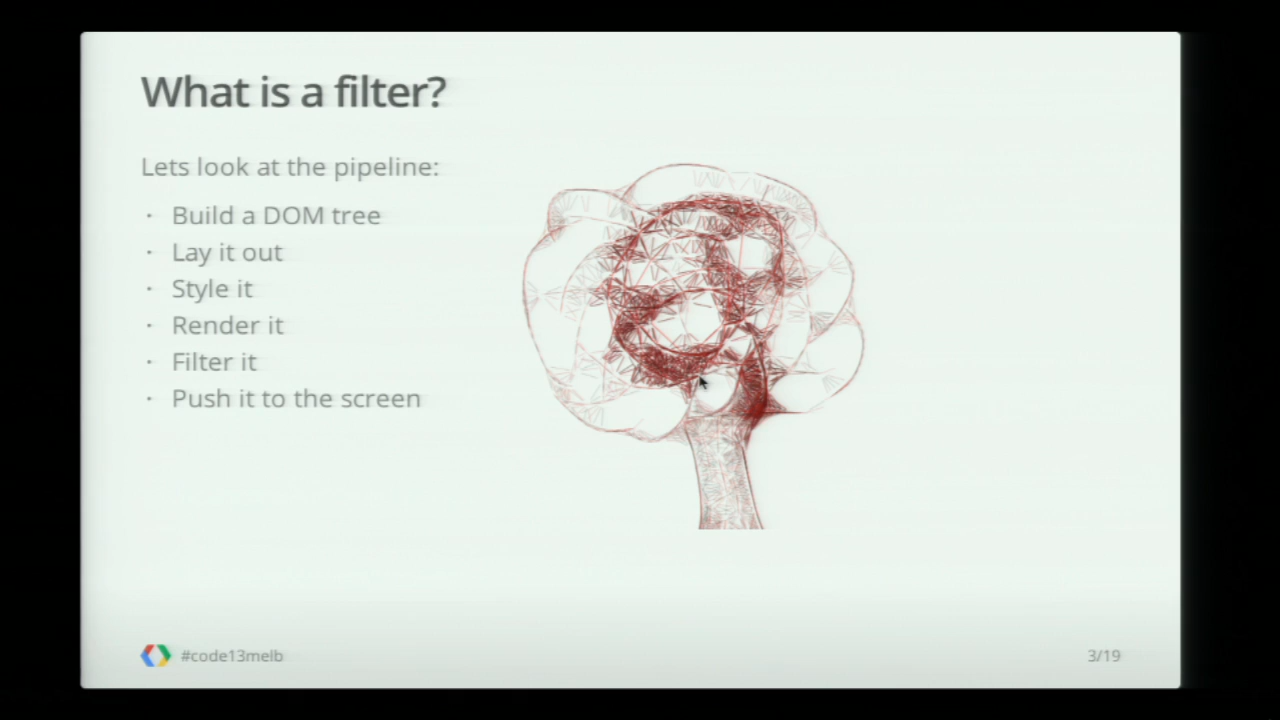 What is a filter?
Lets look at the pipeline:
· Build a DOM tree
· Lay it out
· Style it
· Render it
· Filter it
· Push it to the screen
#code13melb
3/19